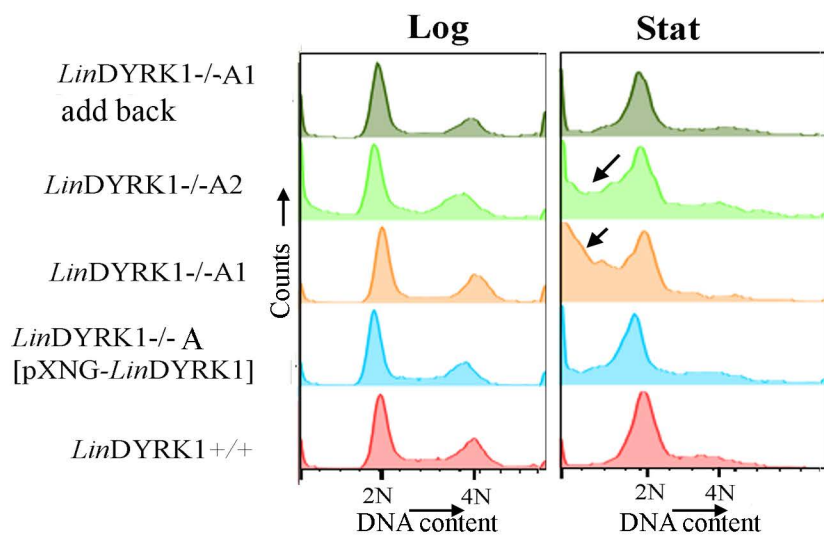 Log
Stat
LinDYRK1-/-A1
add back
LinDYRK1-/-A2
LinDYRK1-/-A1
LinDYRK1-/- A
[pXNG-LinDYRK1]
LinDYRK1+/+
Counts
2N
4N
DNA content
2N
4N
DNA content